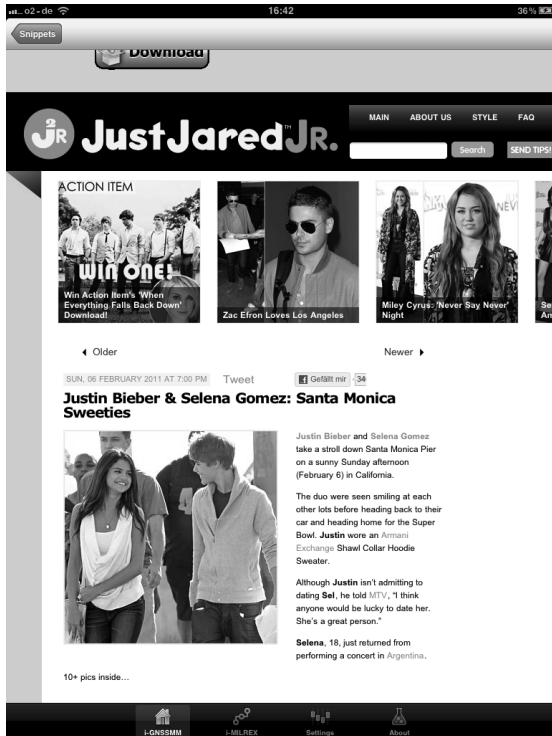 o2-de 16:42 36%
Snippets
Download
JR JustJaredJR.™
2
MAIN ABOUT US STYLE FAQ
Search SEND TIPS!
ACTION ITEM
WIN ONE!
Win Action Item's 'When
Everything Falls Back Down'
Download!
Zac Efron Loves Los Angeles
Miley Cyrus: 'Never Say Never'
Night
Older Newer
SUN, 06 FEBRUARY 2011 AT 7:00 PM Tweet Gefällt mir 34
Justin Bieber & Selena Gomez: Santa Monica
Sweeties
Justin Bieber and Selena Gomez
take a stroll down Santa Monica Pier
on a sunny Sunday afternoon
(February 6) in California.
The duo were seen smiling at each
other lots before heading back to their
car and heading home for the Super
Bowl. Justin wore an Armani
Exchange Shawl Collar Hoodie
Sweater.
Although Justin isn't admitting to
dating Sel, he told MTV, "I think
anyone would be lucky to date her.
She's a great person."
Selena, 18, just returned from
performing a concert in Argentina.
10+ pics inside…
i-GNSSMM i-MILREX Settings About